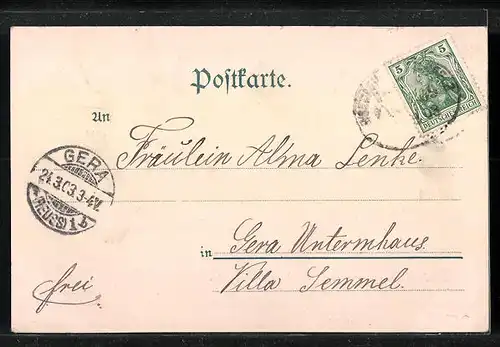 Postkarte.
5
DEUTSCHES REICH
An
Fräulein Alma Lenke.
GERA
24.3.03.3-4N.
(REUSS) 1 b
in Gera Untermhaus
Villa Semmel.
frei